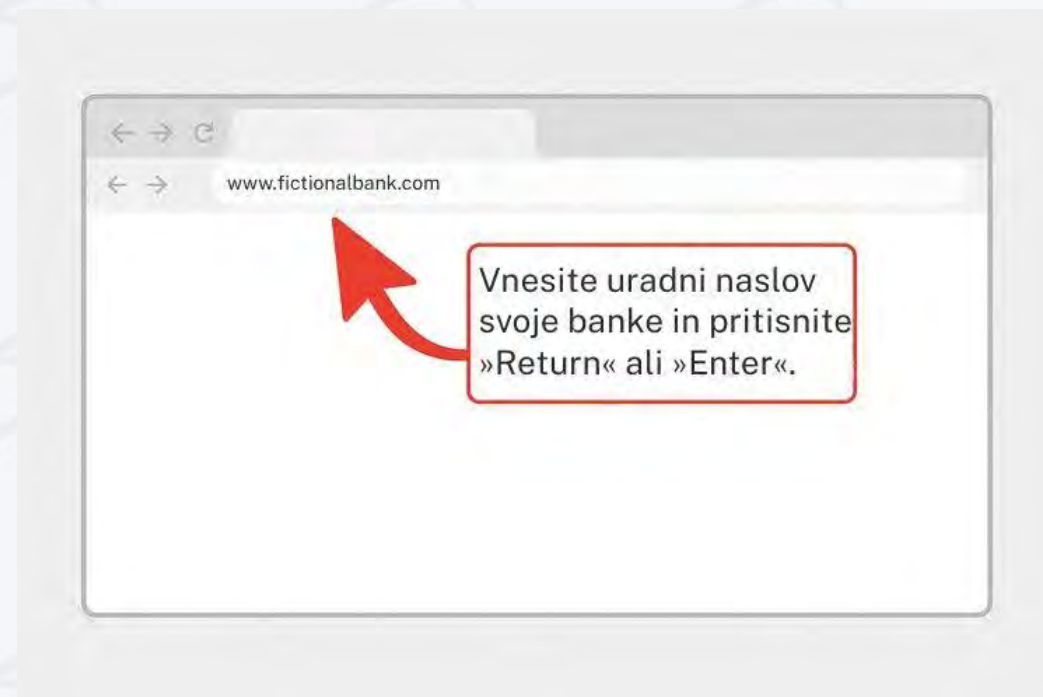 www.fictionalbank.com
Vnesite uradni naslov
svoje banke in pritisnite
»Return« ali »Enter«.